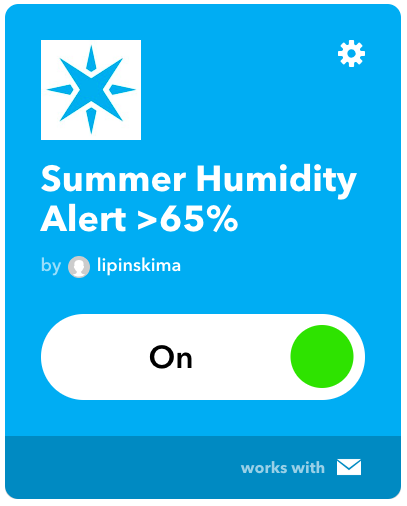 Summer Humidity
Alert >65%
by lipinskima
On
works with